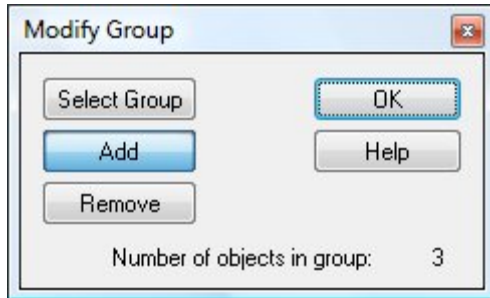 Modify Group
Select Group
OK
Add
Help
Remove
Number of objects in group: 3